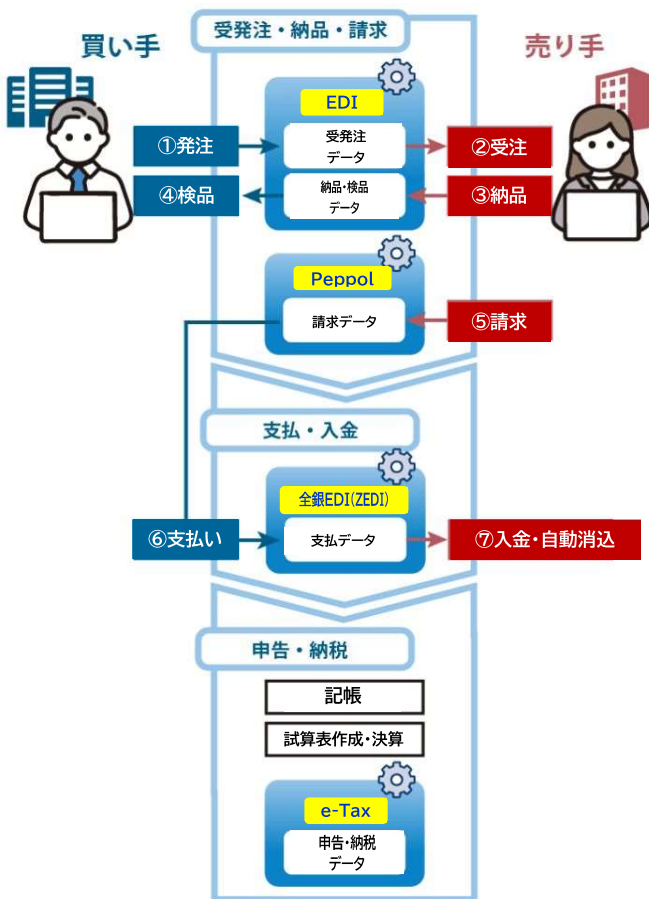 受発注・納品・請求
買い手
売り手
EDI
①発注
受発注
データ
②受注
④検品
納品・検品
データ
③納品
Peppol
請求データ
⑤請求
支払・入金
全銀EDI(ZEDI)
⑥支払い
支払データ
⑦入金・自動消込
申告・納税
記帳
試算表作成・決算
e-Tax
申告・納税
データ